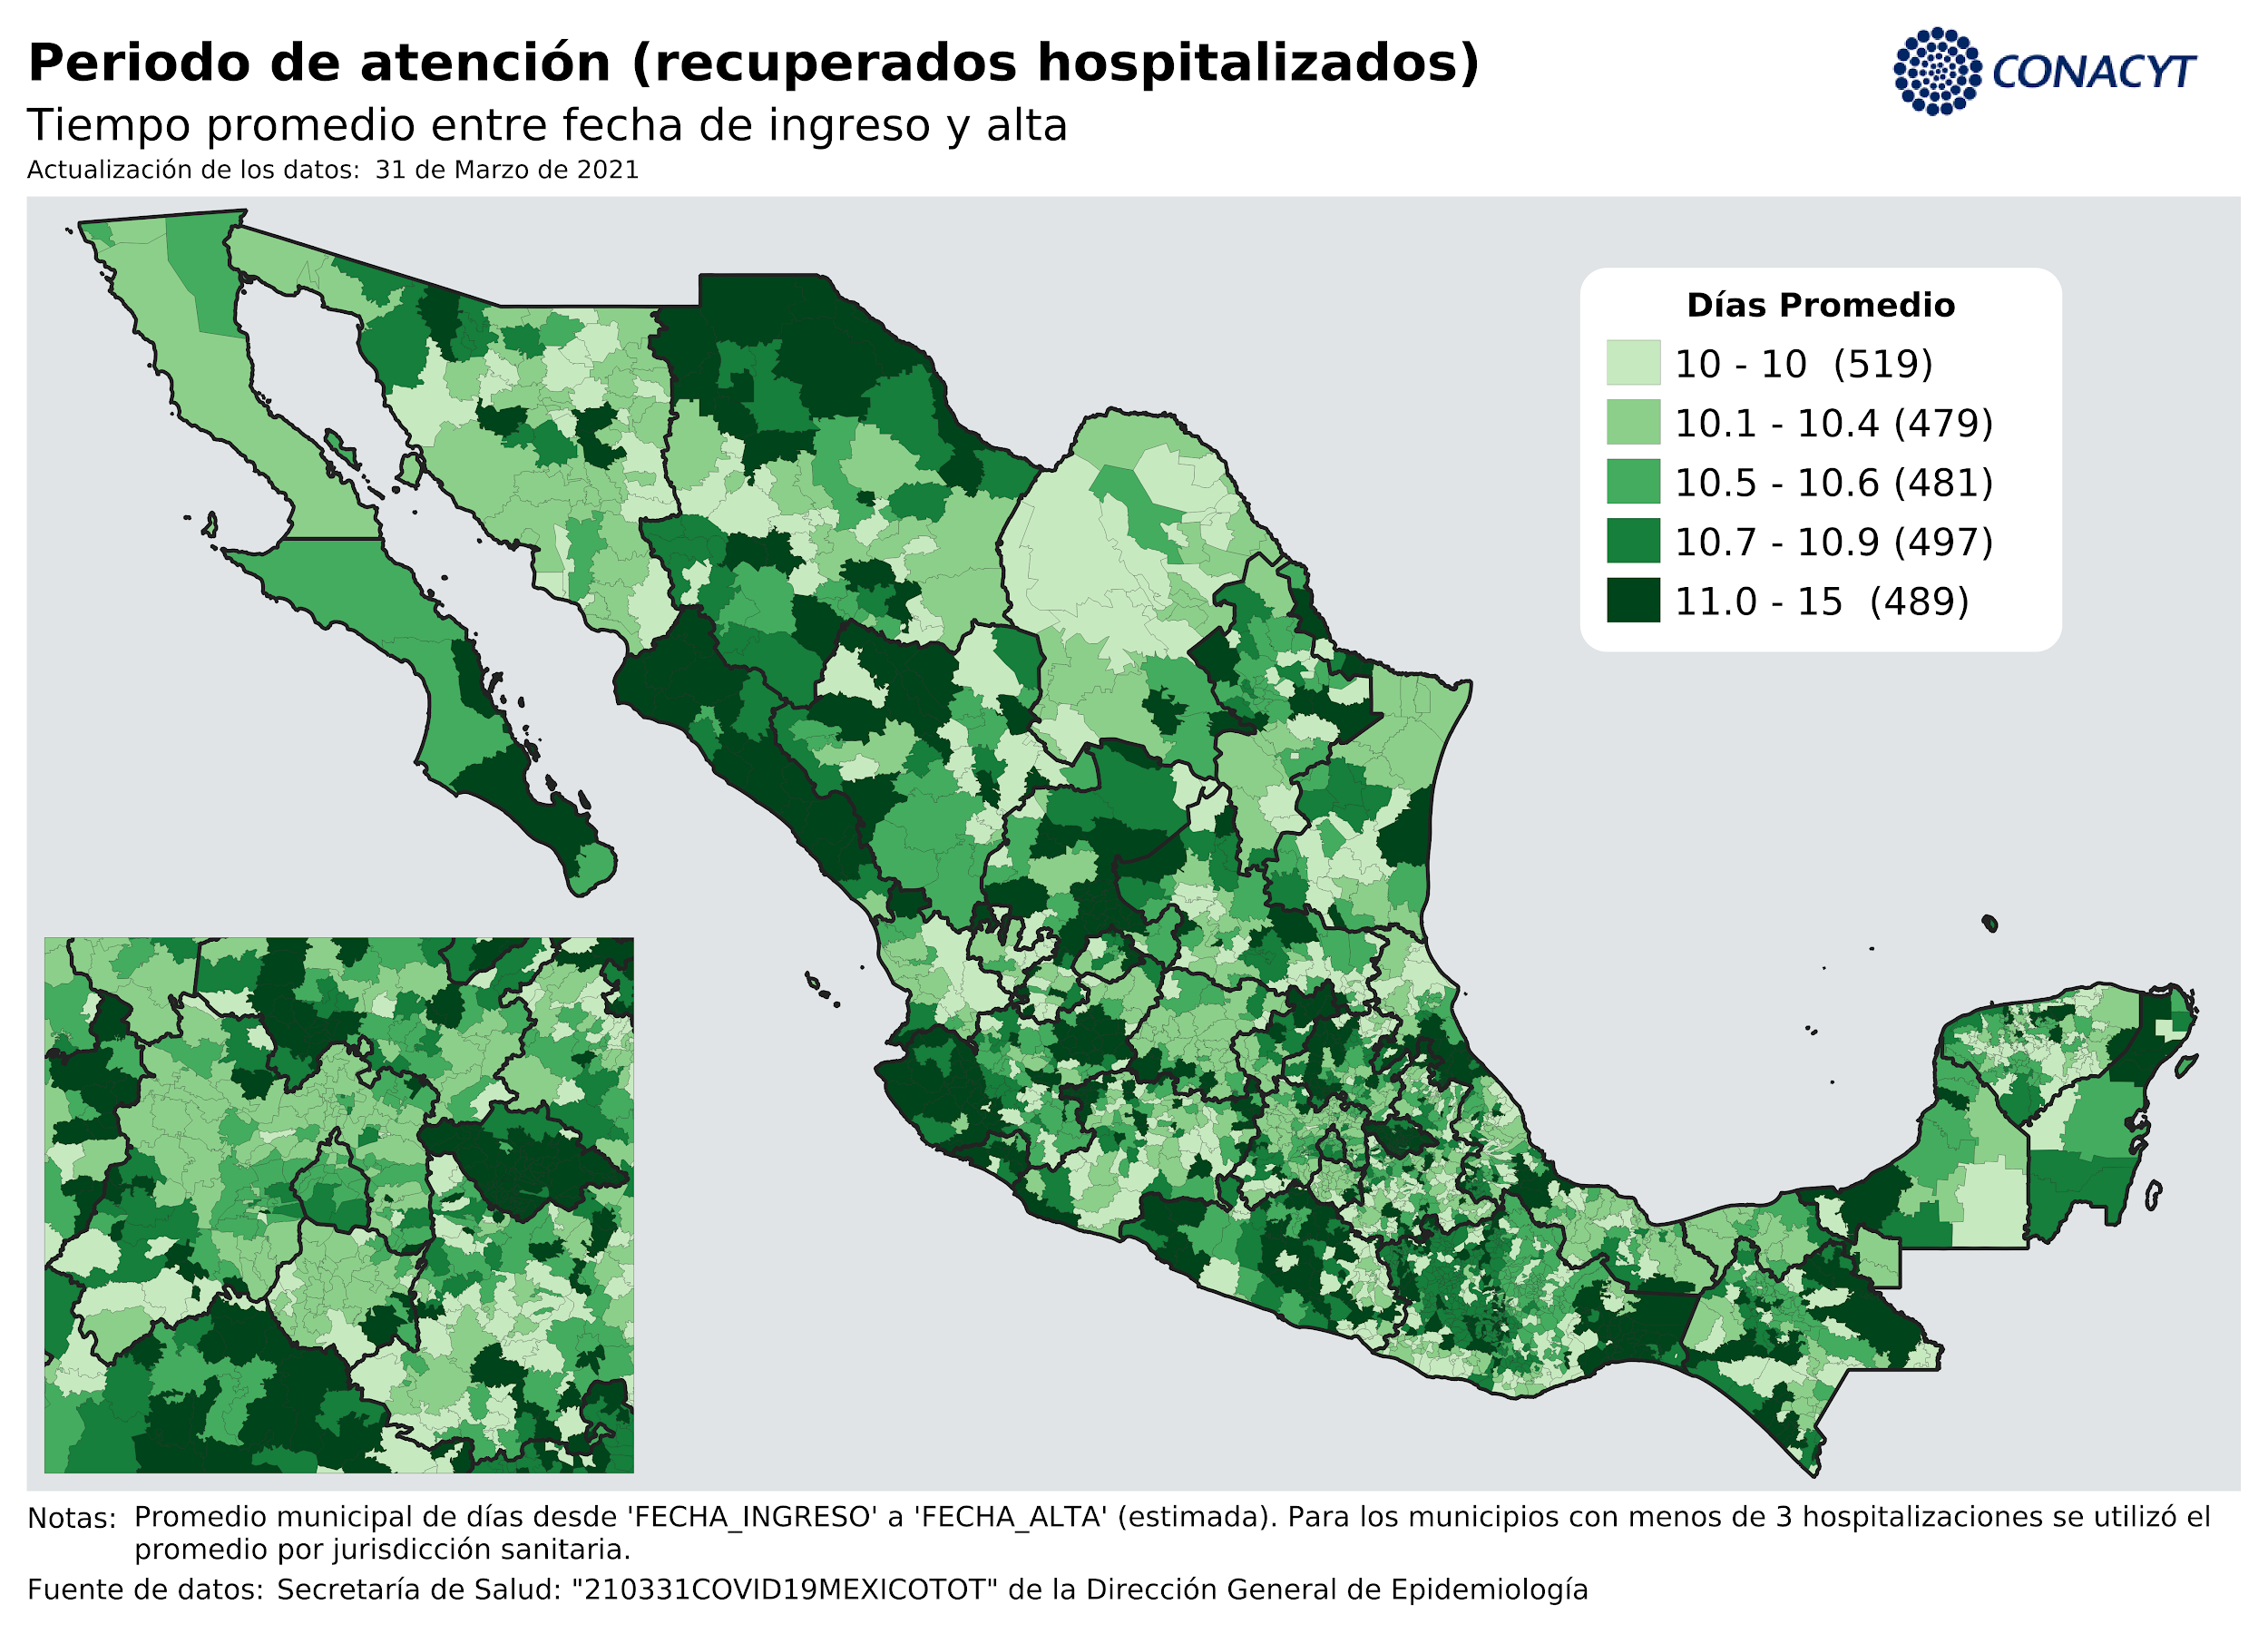 Periodo de atención (recuperados hospitalizados)
CONACYT
Tiempo promedio entre fecha de ingreso y alta
Actualización de los datos: 31 de Marzo de 2021
Días Promedio
10 - 10 (519)
10.1 - 10.4 (479)
10.5 - 10.6 (481)
10.7 - 10.9 (497)
11.0 - 15 (489)
Notas: Promedio municipal de días desde 'FECHA_INGRESO' a 'FECHA_ALTA' (estimada). Para los municipios con menos de 3 hospitalizaciones se utilizó el
promedio por jurisdicción sanitaria.
Fuente de datos: Secretaría de Salud: "210331COVID19MEXICOTOT" de la Dirección General de Epidemiología